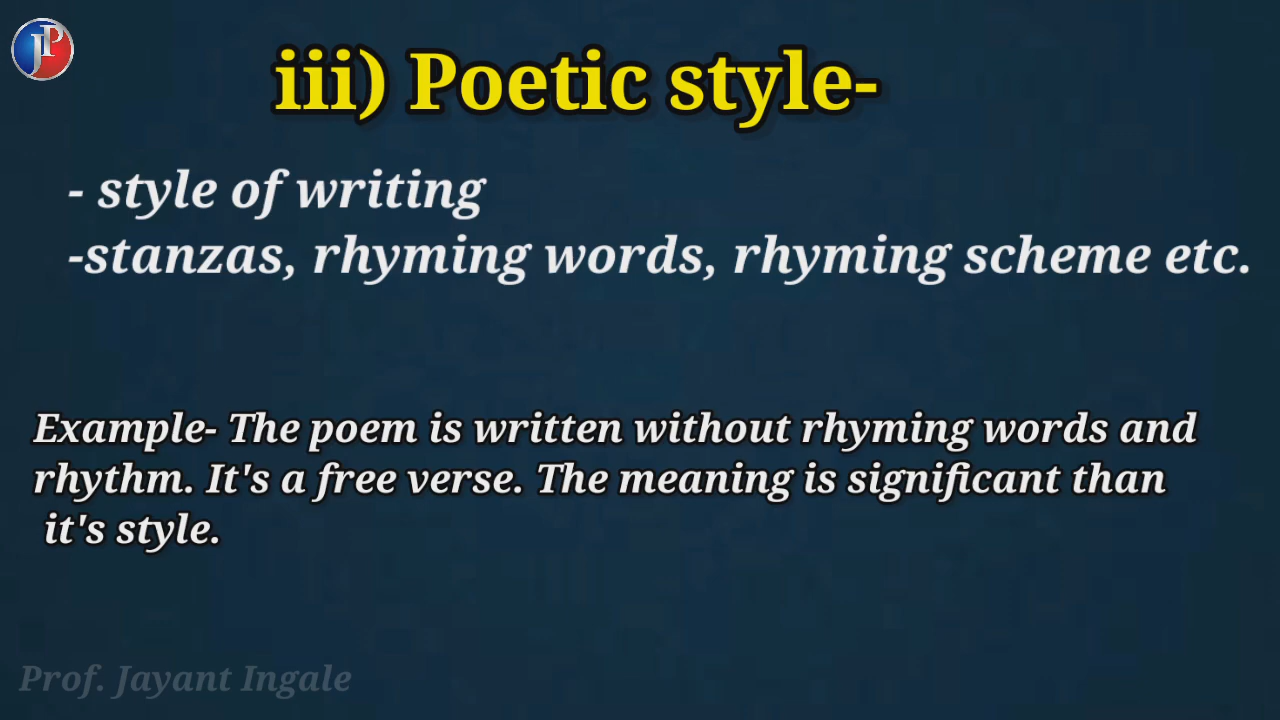 JP
iii) Poetic style-
- style of writing
-stanzas, rhyming words, rhyming scheme etc.
Example- The poem is written without rhyming words and
rhythm. It's a free verse. The meaning is significant than
it's style.
Prof. Jayant Ingale